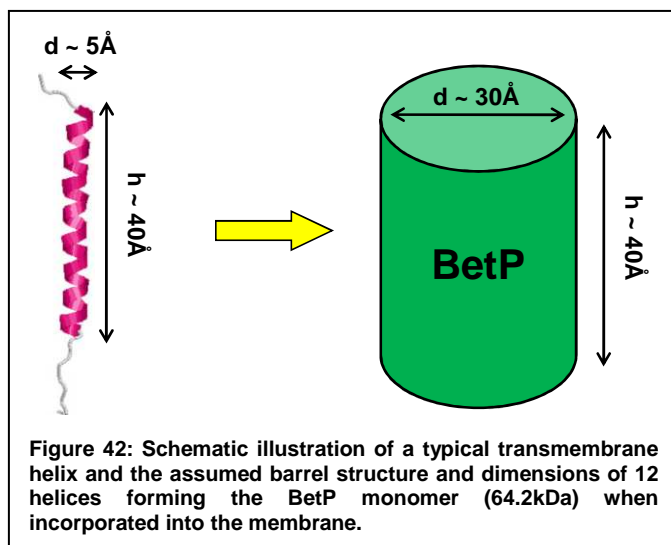 d ~ 5Å
h ~ 40Å
d ~ 30Å
BetP
h ~ 40Å
Figure 42: Schematic illustration of a typical transmembrane
helix and the assumed barrel structure and dimensions of 12
helices forming the BetP monomer (64.2kDa) when
incorporated into the membrane.